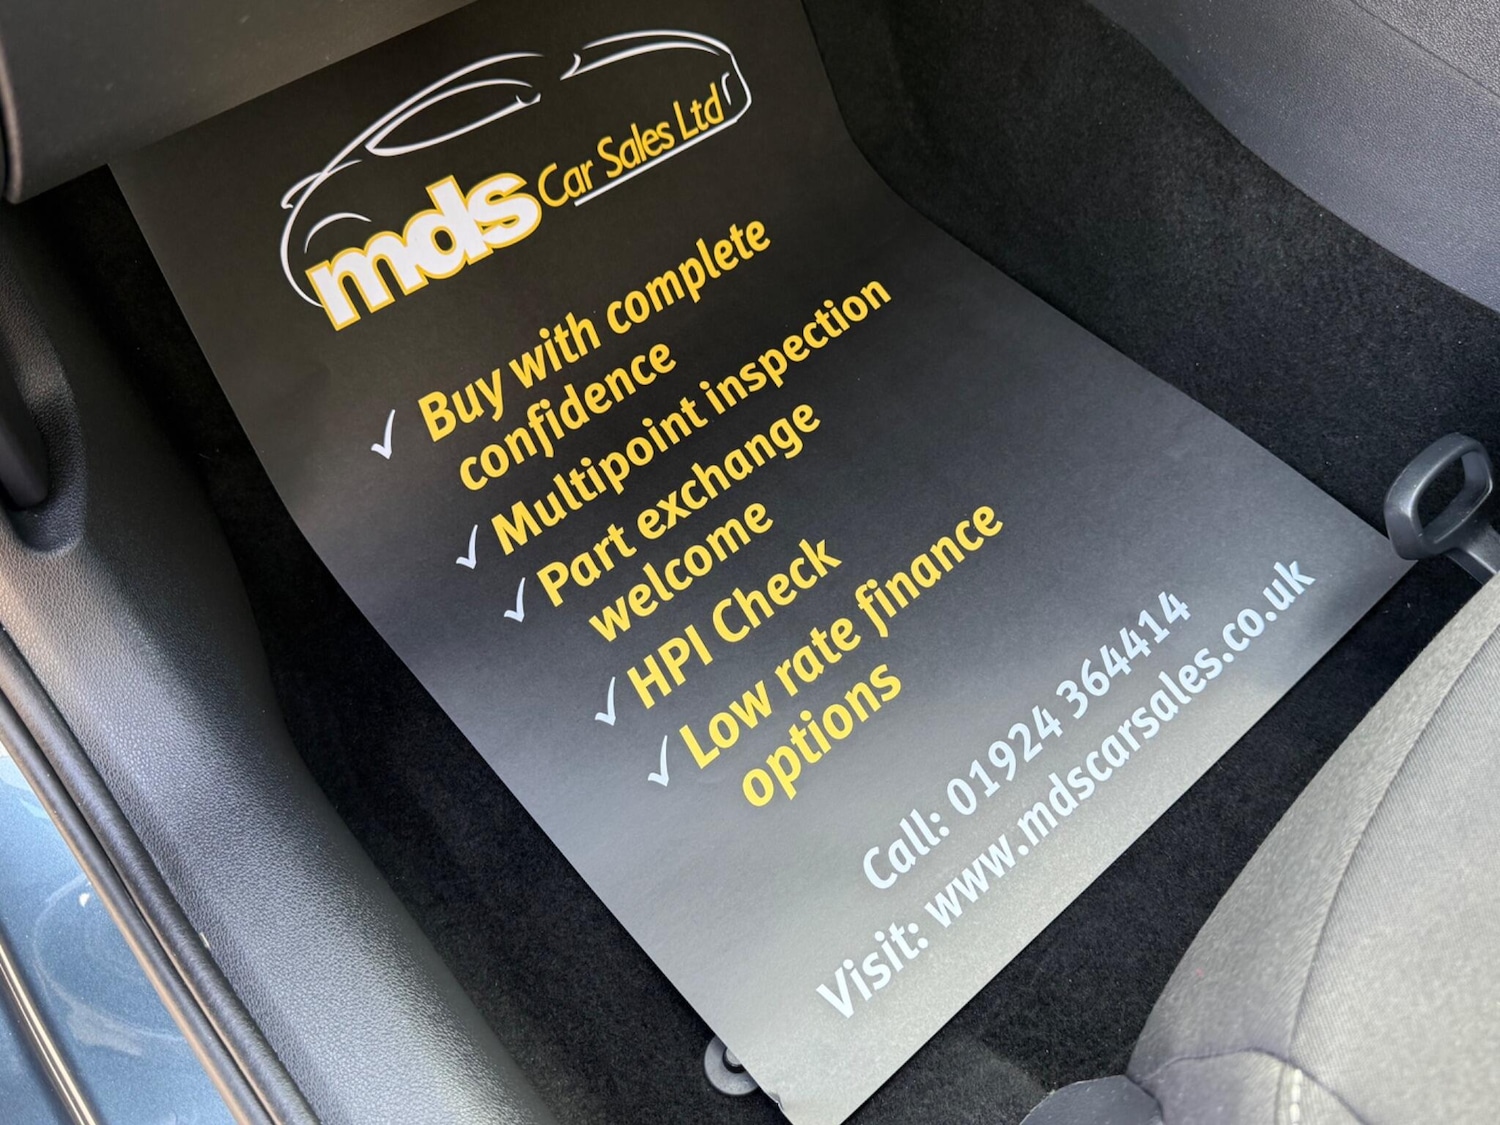 mds Car Sales Ltd
✓ Buy with complete
confidence
✓ Multipoint inspection
✓ Part exchange
welcome
✓ HPI Check
✓ Low rate finance
options
Call: 01924 364414
Visit: www.mdscarsales.co.uk